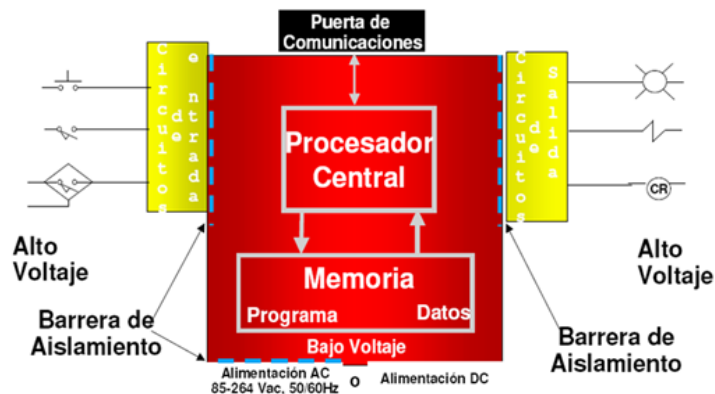 Puerta de
Comunicaciones
Circuitos
de
entrada
Procesador
Central
Memoria
Programa
Datos
Bajo Voltaje
Circuitos
de
Salida
CR
Alto
Voltaje
Alto
Voltaje
Barrera de
Aislamiento
Barrera de
Aislamiento
Alimentación AC
85-264 Vac, 50/60Hz
o
Alimentación DC